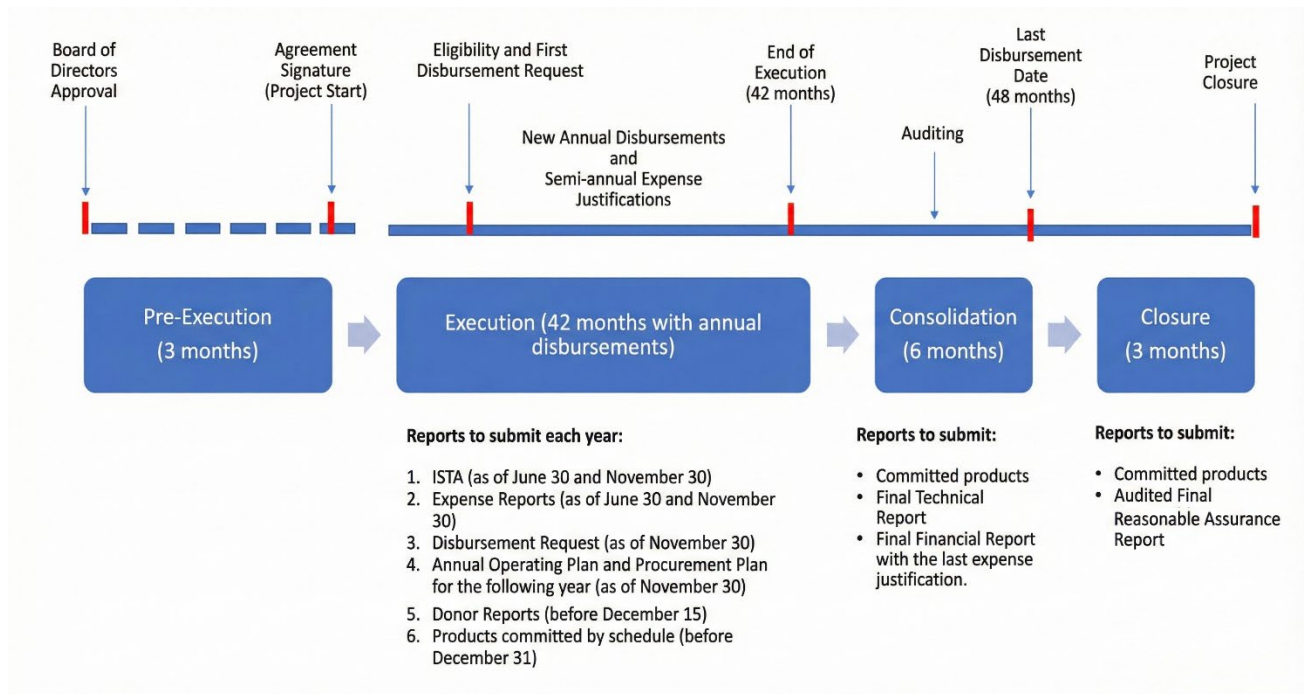 Board of
Directors
Approval
Agreement
Signature
(Project Start)
Eligibility and First
Disbursement Request
New Annual Disbursements
and
Semi-annual Expense
Justifications
End of
Execution
(42 months)
Auditing
Last
Disbursement
Date
(48 months)
Project
Closure
Pre-Execution
(3 months)
Execution (42 months with annual
disbursements)
Consolidation
(6 months)
Closure
(3 months)
Reports to submit each year:
1. ISTA (as of June 30 and November 30)
2. Expense Reports (as of June 30 and November
30)
3. Disbursement Request (as of November 30)
4. Annual Operating Plan and Procurement Plan
for the following year (as of November 30)
5. Donor Reports (before December 15)
6. Products committed by schedule (before
December 31)
Reports to submit:
• Committed products
• Final Technical
Report
• Final Financial Report
with the last expense
justification.
Reports to submit:
• Committed products
• Audited Final
Reasonable Assurance
Report